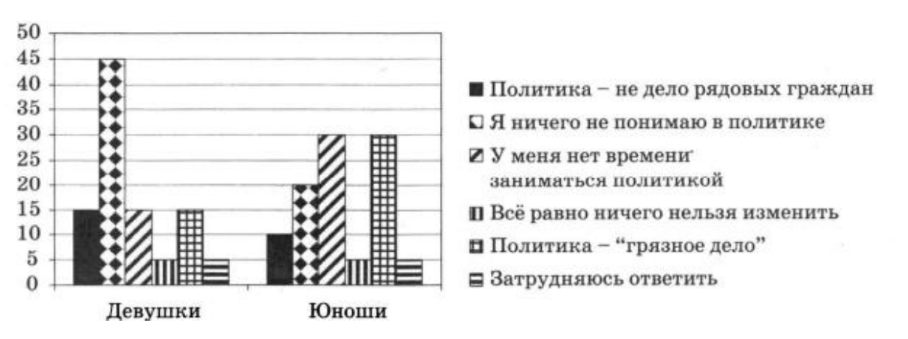 50
45
40
35
30
25
20
15
10
5
0
Девушки
Юноши
Политика – не дело рядовых граждан
Я ничего не понимаю в политике
У меня нет времени
заниматься политикой
Всё равно ничего нельзя изменить
Политика – “грязное дело”
Затрудняюсь ответить